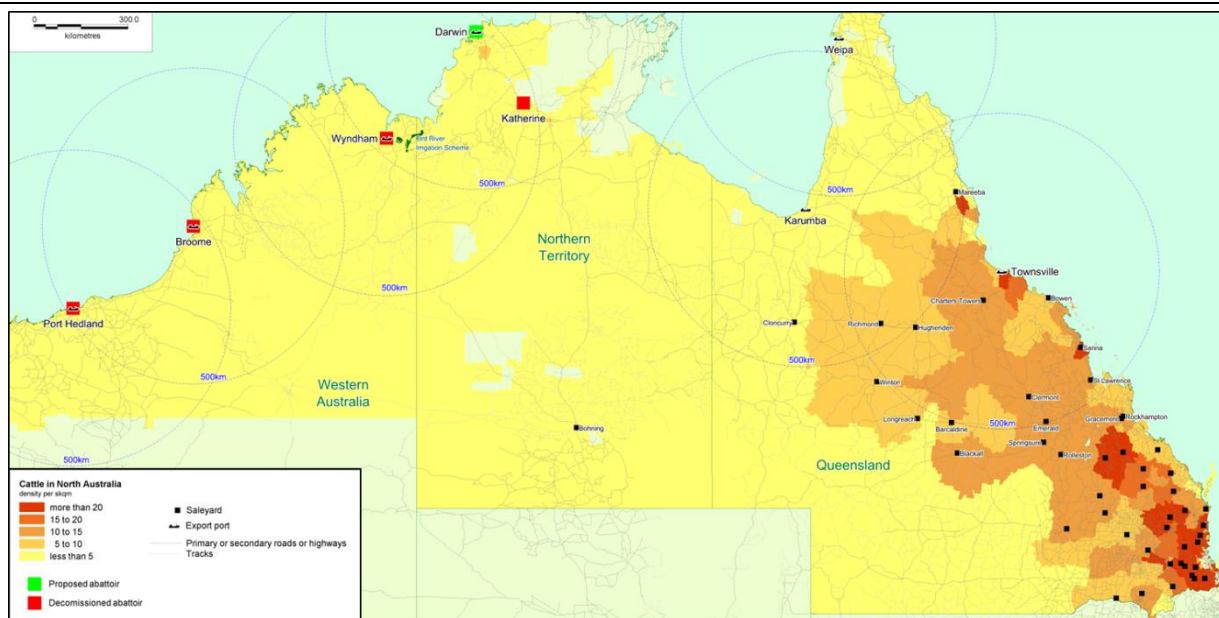 0 300.0
kilometres
Darwin
Weipa
Katherine
Wyndham
Ord River
Irrigation Scheme
500km
500km
Mareeba
Karumba
Broome
Northern
Territory
Townsville
500km
Charters Towers
Bowen
Port Hedland
Cloncurry
Richmond
Hughenden
Sarina
500km
500km
Western
Australia
Winton
St Lawrence
Clermont
Longreach
Barcaldine
500km
Emerald
Gracemere
Rockhampton
Bohning
Springsure
Blackall
Rolleston
500km
Queensland
Cattle in North Australia
density per skqm
more than 20
15 to 20
10 to 15
5 to 10
less than 5
Saleyard
Export port
Primary or secondary roads or highways
Tracks
Proposed abattoir
Decomissioned abattoir